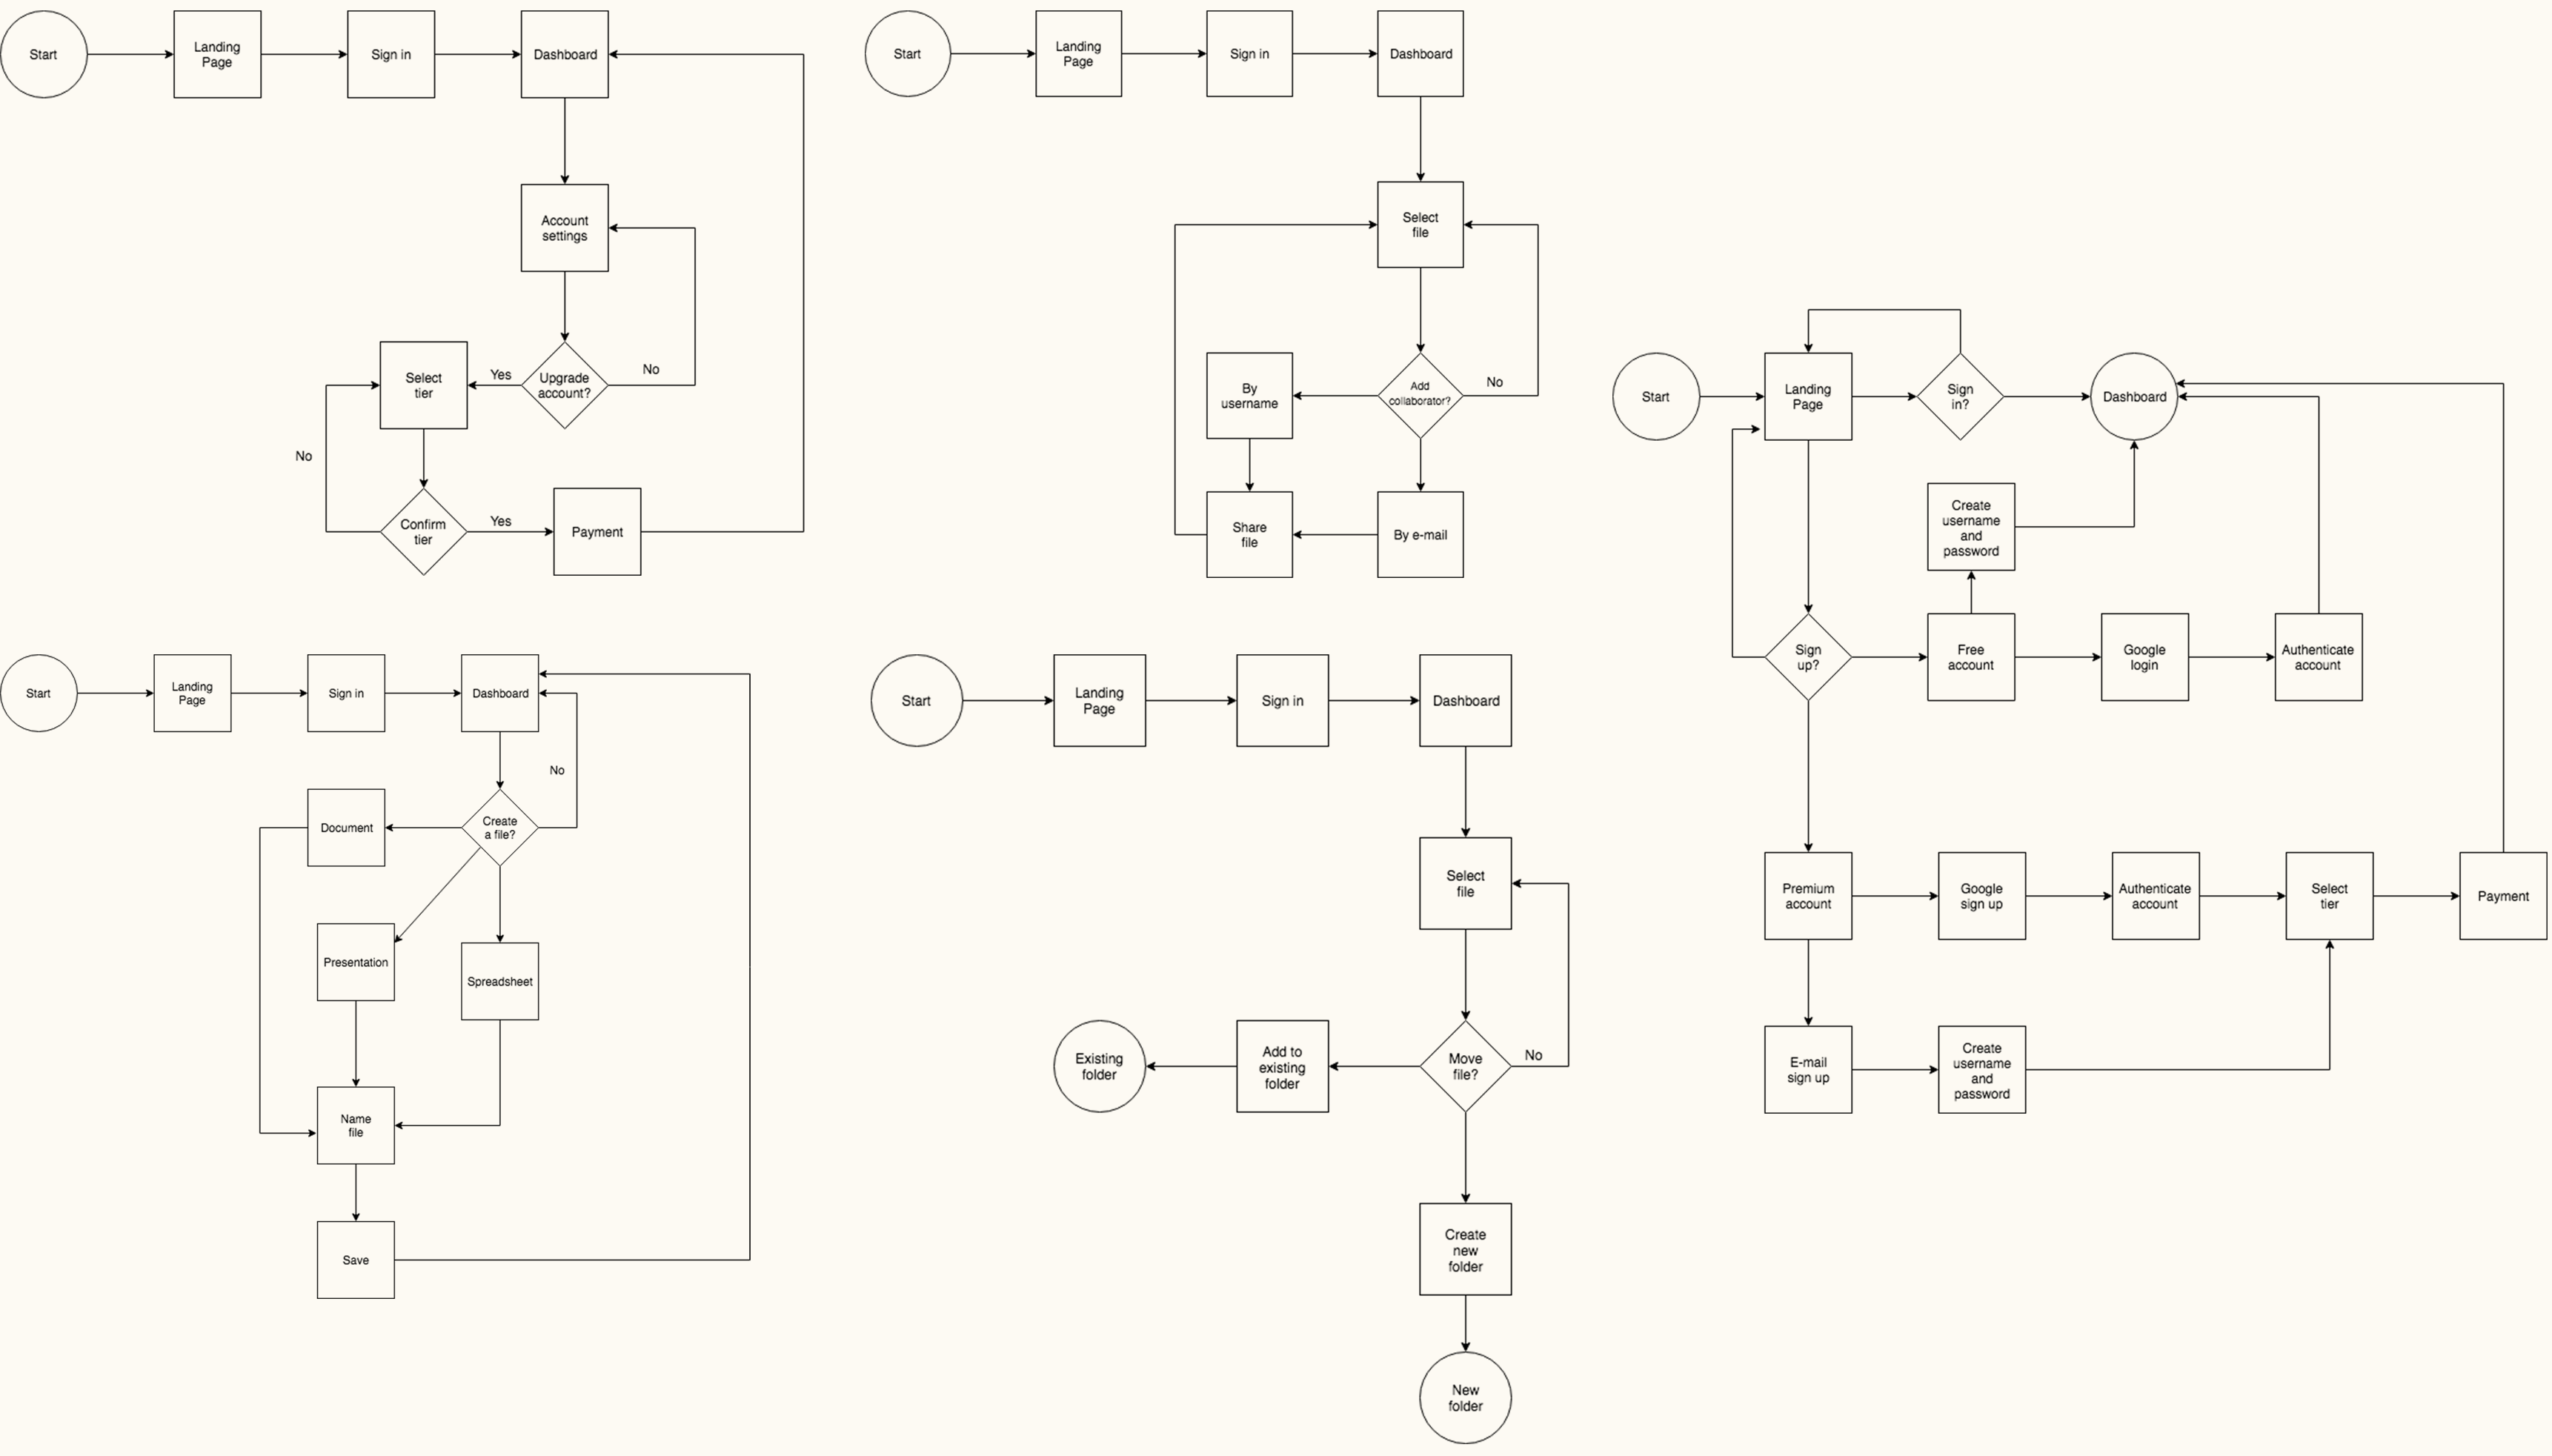 Start
Landing
Page
Sign in
Dashboard
Account
settings
Upgrade
account?
Yes
No
Select
tier
No
Confirm
tier
Yes
Payment
Start
Landing
Page
Sign in
Dashboard
Select
file
Add
collaborator?
No
By
username
Share
file
By e-mail
Start
Landing
Page
Sign
in?
Dashboard
Create
username
and
password
Sign
up?
Free
account
Google
login
Authenticate
account
Premium
account
Google
sign up
Authenticate
account
Select
tier
Payment
E-mail
sign up
Create
username
and
password
Start
Landing
Page
Sign in
Dashboard
No
Document
Create
a file?
Presentation
Spreadsheet
Name
file
Save
Start
Landing
Page
Sign in
Dashboard
Select
file
Existing
folder
Add to
existing
folder
Move
file?
No
Create
new
folder
New
folder